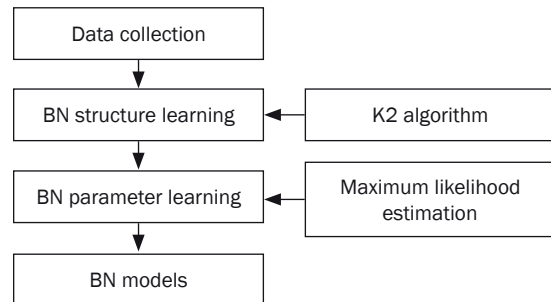 Data collection
BN structure learning
K2 algorithm
BN parameter learning
Maximum likelihood
estimation
BN models